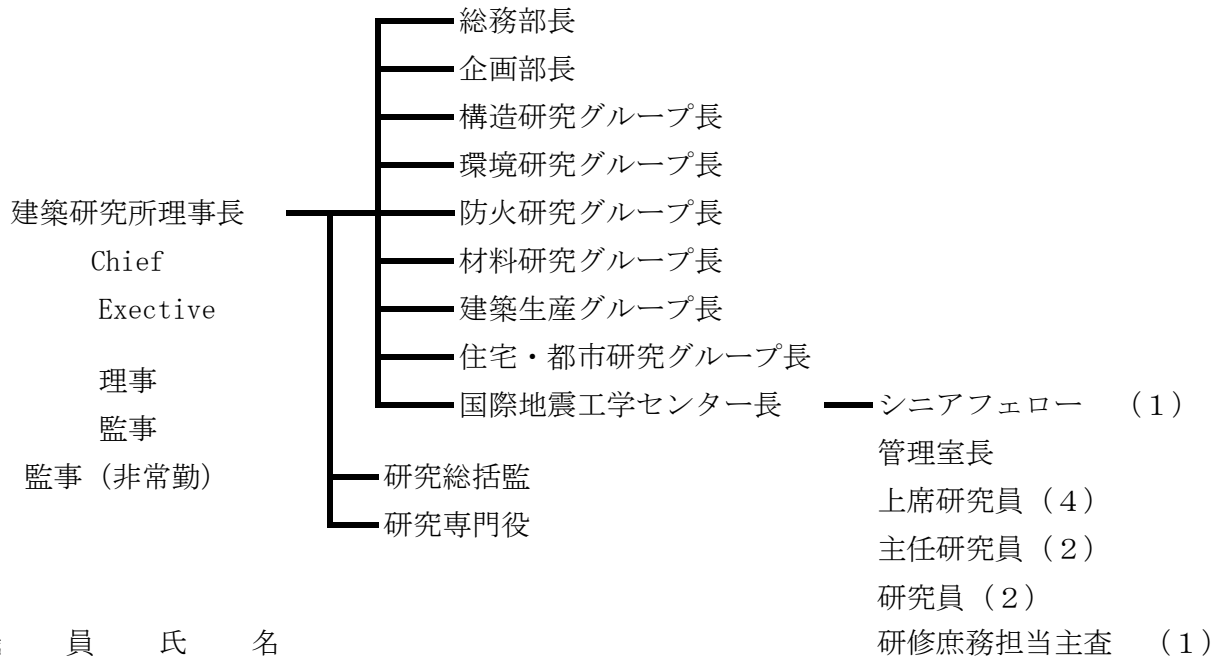 総務部長
企画部長
構造研究グループ長
環境研究グループ長
建築研究所理事長 防火研究グループ長
Chief 材料研究グループ長
Exective 建築生産グループ長
住宅・都市研究グループ長
理事
国際地震工学センター長 シニアフェロー (1)
監事
管理室長
監事 (非常勤) 研究総括監
上席研究員 (4)
研究専門役
主任研究員 (2)
研究員 (2)
員 氏 名 研修庶務担当主査 (1)